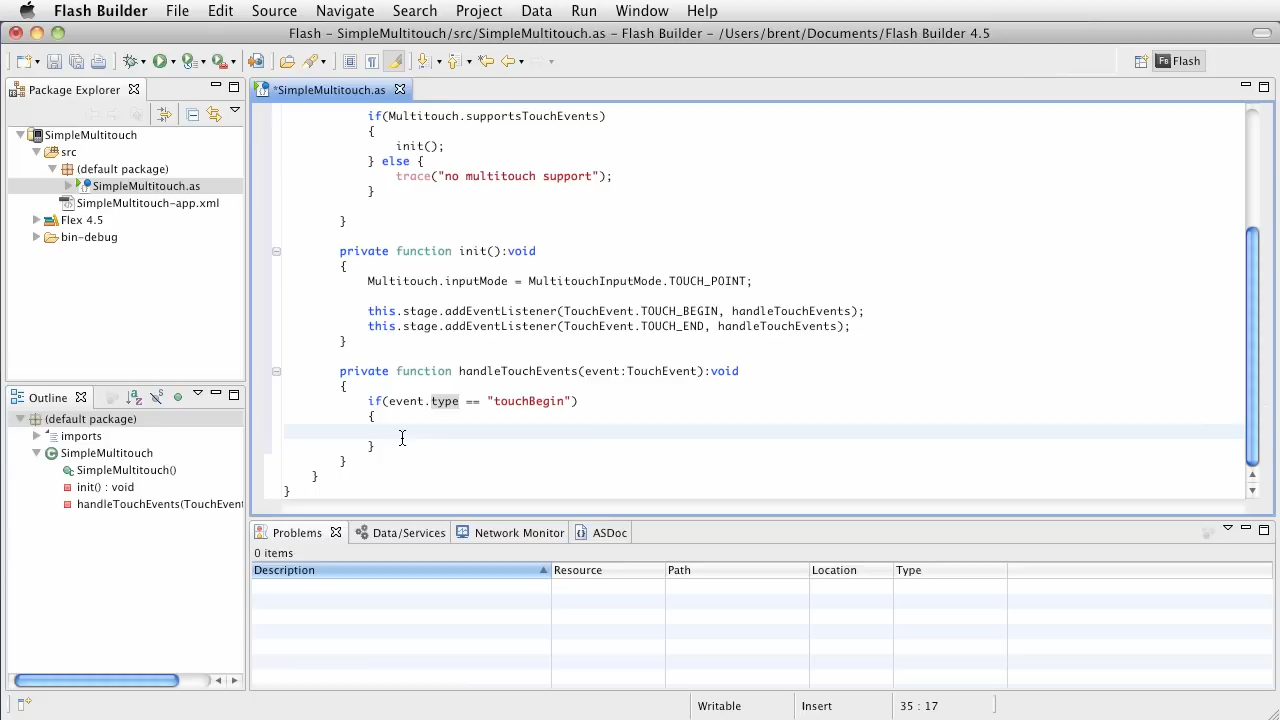 Flash Builder File Edit Source Navigate Search Project Data Run Window Help
Flash – SimpleMultitouch/src/SimpleMultitouch.as – Flash Builder – /Users/brent/Documents/Flash Builder 4.5
Fb Flash
Package Explorer
SimpleMultitouch
src
(default package)
SimpleMultitouch.as
SimpleMultitouch-app.xml
Flex 4.5
bin-debug
*SimpleMultitouch.as
if(Multitouch.supportsTouchEvents)
{
init();
} else {
trace("no multitouch support");
}
}
private function init():void
{
Multitouch.inputMode = MultitouchInputMode.TOUCH_POINT;
this.stage.addEventListener(TouchEvent.TOUCH_BEGIN, handleTouchEvents);
this.stage.addEventListener(TouchEvent.TOUCH_END, handleTouchEvents);
}
private function handleTouchEvents(event:TouchEvent):void
{
if(event.type == "touchBegin")
{
}
}
}
}
Outline
(default package)
imports
SimpleMultitouch
SimpleMultitouch()
init() : void
handleTouchEvents(TouchEvent
Problems Data/Services Network Monitor ASDoc
0 items
Description Resource Path Location Type
Writable Insert 35 : 17